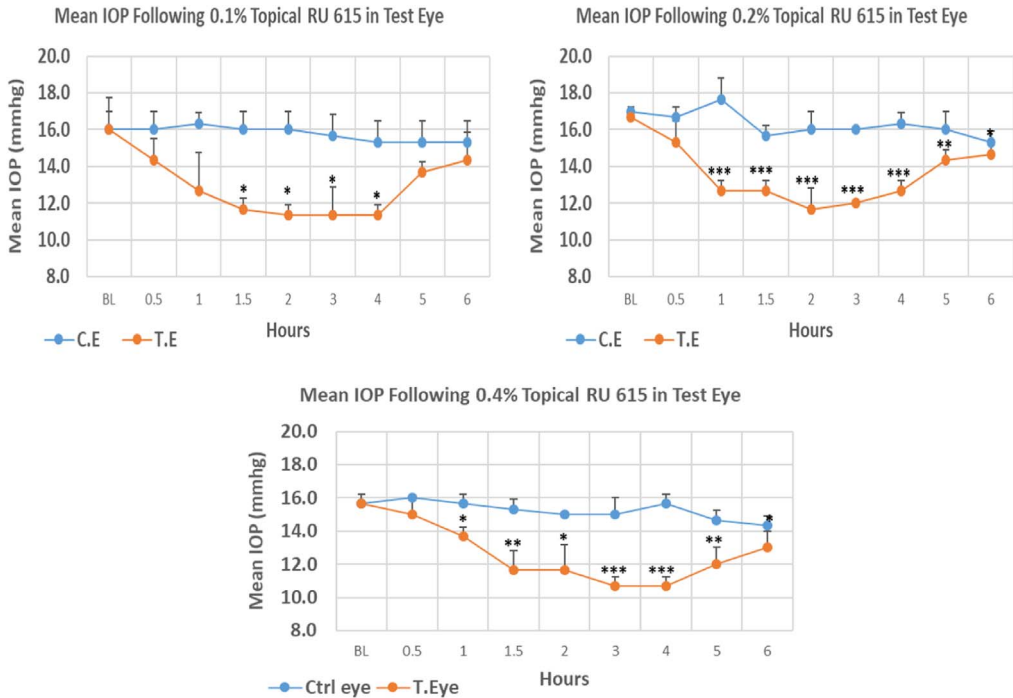 Mean IOP Following 0.1% Topical RU 615 in Test Eye
Mean IOP (mmhg)
20.0
18.0
16.0
14.0
12.0
10.0
8.0
* * * *
BL 0.5 1 1.5 2 3 4 5 6
Hours
C.E T.E
Mean IOP Following 0.2% Topical RU 615 in Test Eye
Mean IOP (mmhg)
20.0
18.0
16.0
14.0
12.0
10.0
8.0
*** *** *** *** *** ** *
BL 0.5 1 1.5 2 3 4 5 6
Hours
C.E T.E
Mean IOP Following 0.4% Topical RU 615 in Test Eye
Mean IOP (mmhg)
20.0
18.0
16.0
14.0
12.0
10.0
8.0
* ** * *** *** ** *
BL 0.5 1 1.5 2 3 4 5 6
Hours
Ctrl eye T.Eye